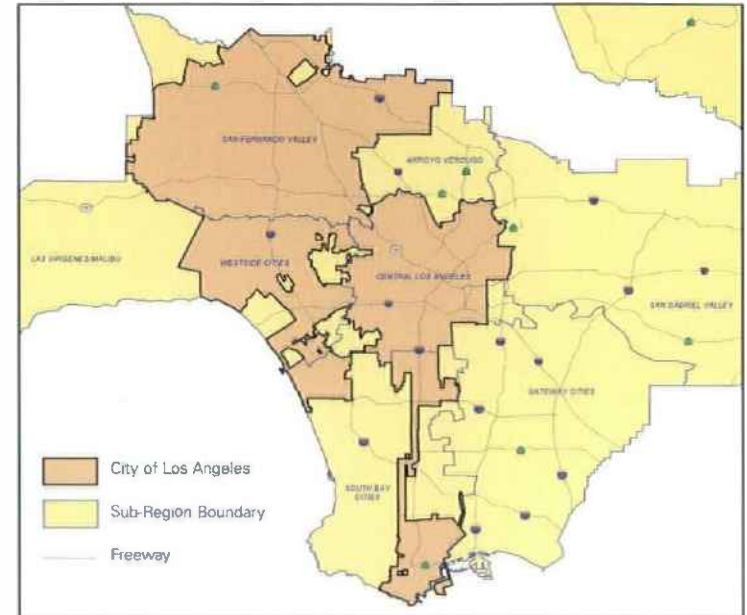 SAN FERNANDO VALLEY
ARROYO VERDUGO
LAS VIRGENES/MALIBU
WESTSIDE CITIES
CENTRAL LOS ANGELES
SAN GABRIEL VALLEY
GATEWAY CITIES
SOUTH BAY
CITIES
City of Los Angeles
Sub-Region Boundary
Freeway